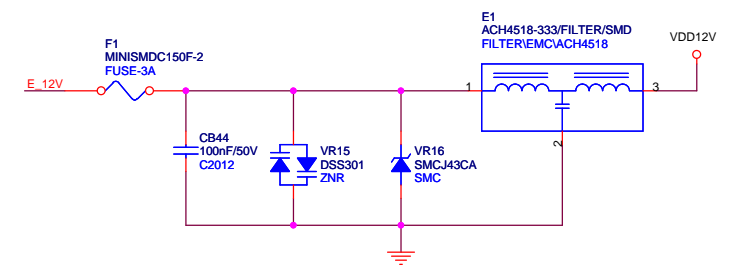 E1
ACH4518-333/FILTER/SMD
FILTER\EMC\ACH4518
VDD12V
F1
MINISMDC150F-2
FUSE-3A
E_12V
1
3
2
CB44
100nF/50V
C2012
VR15
DSS301
ZNR
VR16
SMCJ43CA
SMC